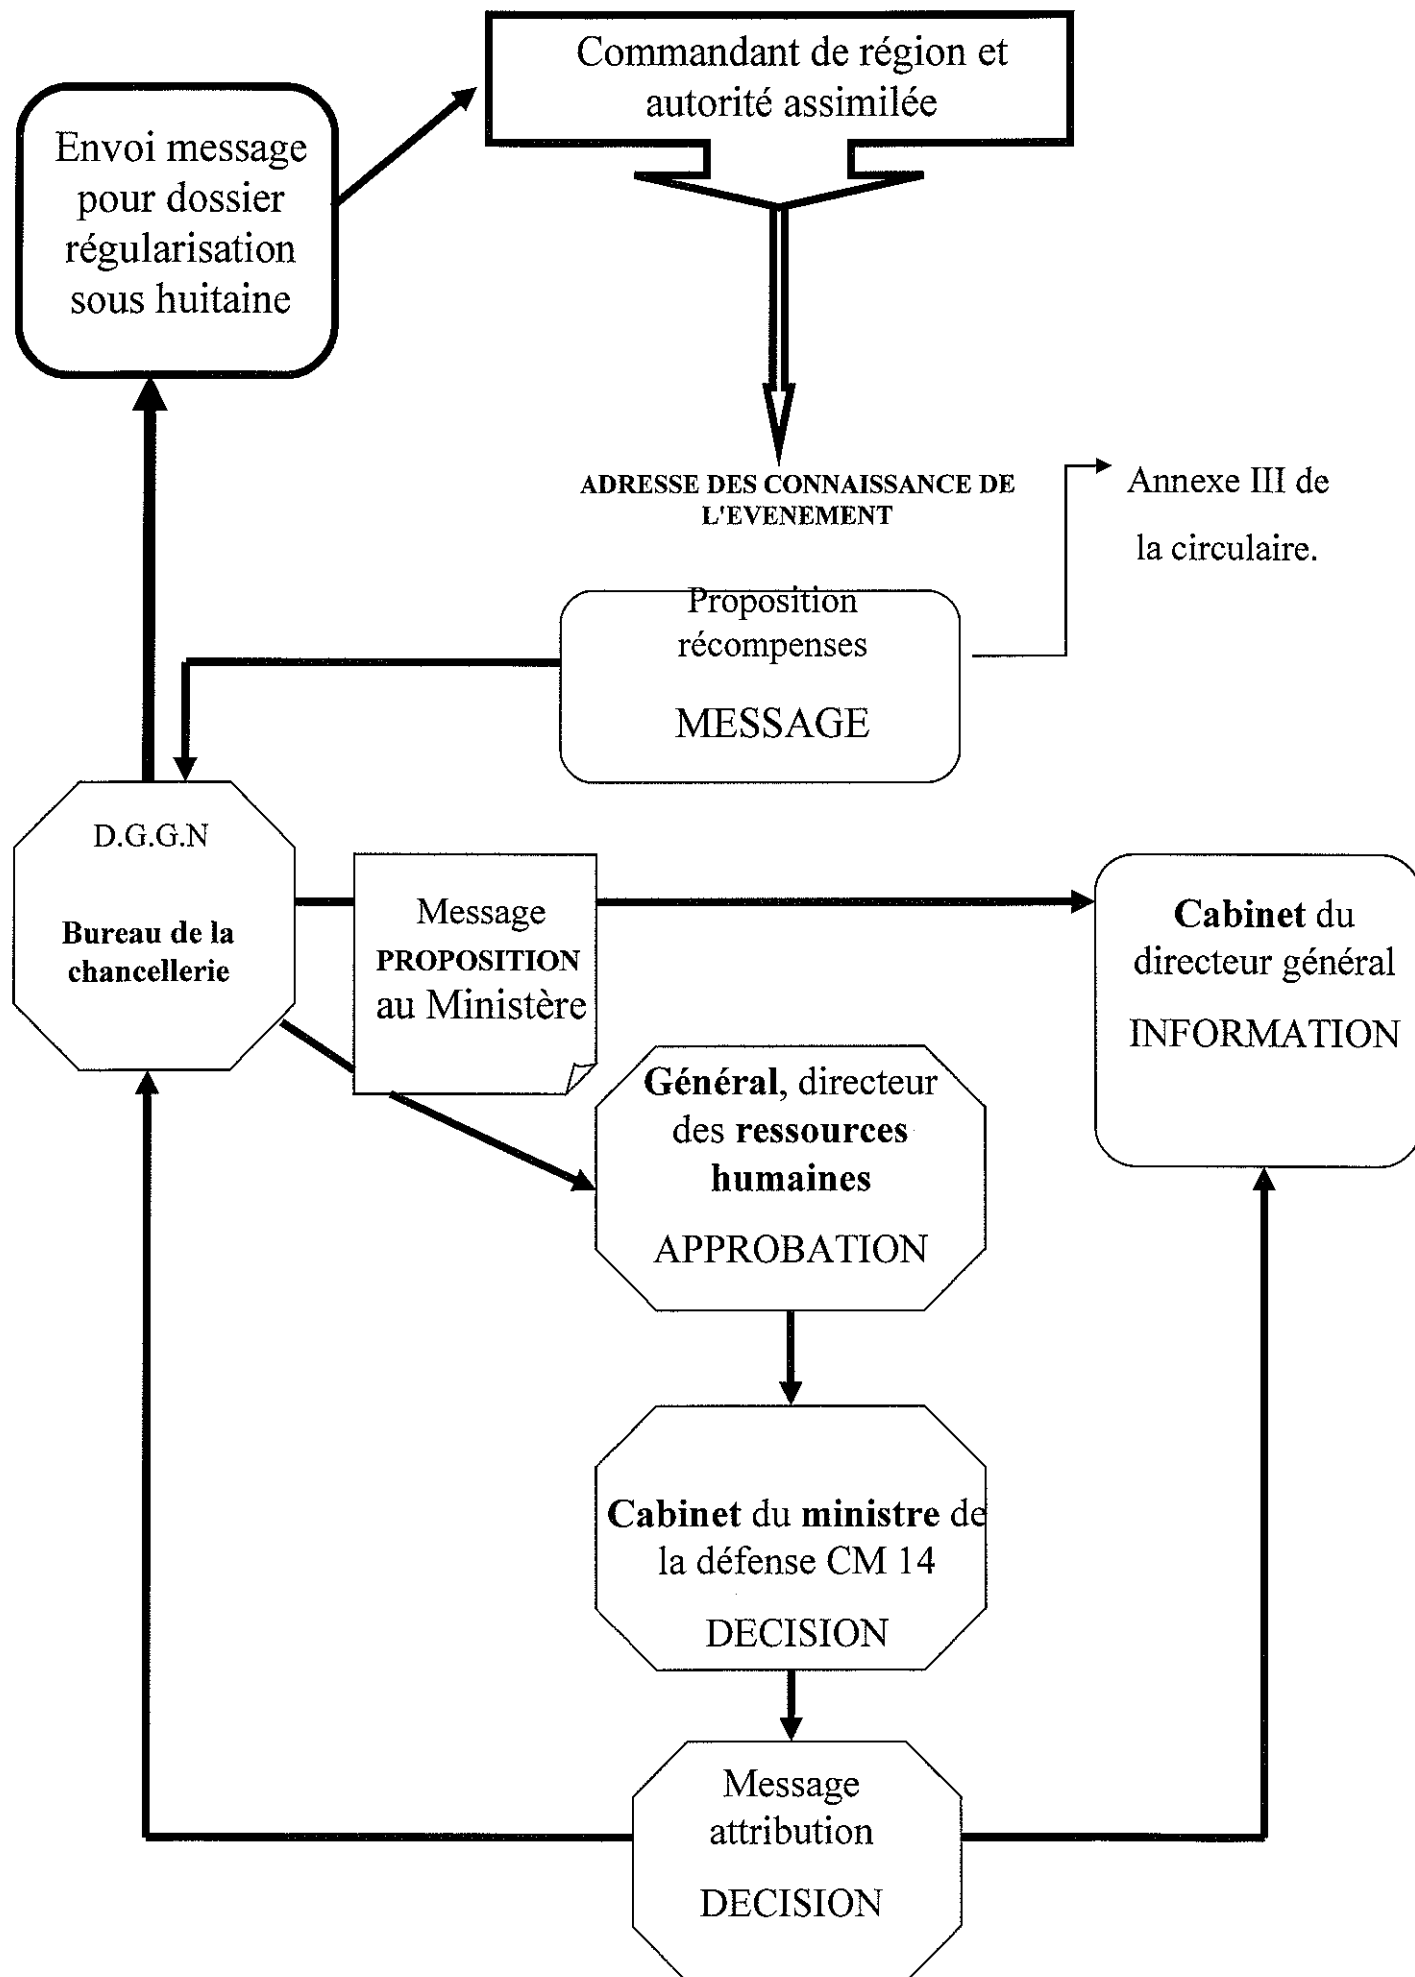 Commandant de région et
autorité assimilée
Envoi message
pour dossier
régularisation
sous huitaine
ADRESSE DES CONNAISSANCE DE
L'EVENEMENT
Annexe III de
la circulaire.
Proposition
récompenses
MESSAGE
D.G.G.N
Bureau de la
chancellerie
Message
PROPOSITION
au Ministère
Cabinet du
directeur général
INFORMATION
Général, directeur
des ressources
humaines
APPROBATION
Cabinet du ministre de
la défense CM 14
DECISION
Message
attribution
DECISION